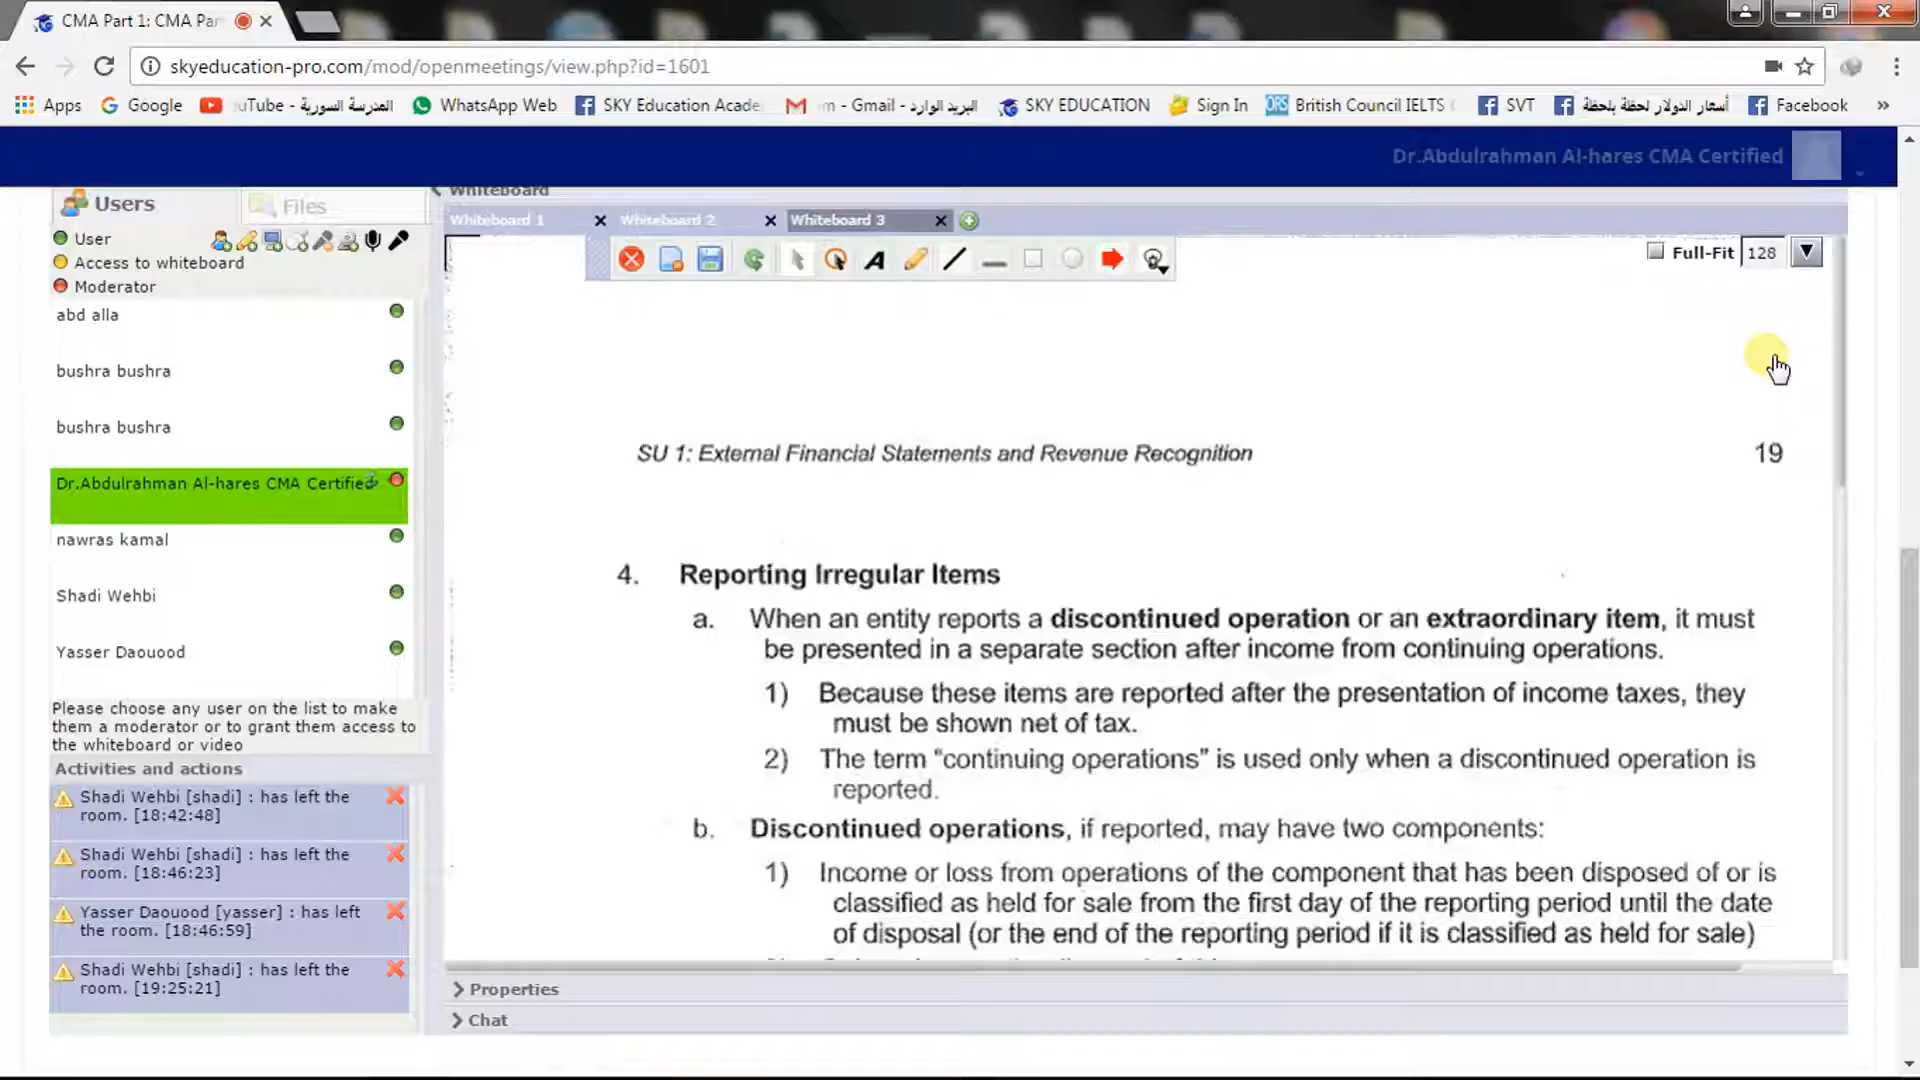 CMA Part 1: CMA Par
skyeducation-pro.com/mod/openmeetings/view.php?id=1601
Apps
Google
uTube - المدرسة السورية
WhatsApp Web
SKY Education Acade
m - Gmail - البريد الوارد
SKY EDUCATION
Sign In
British Council IELTS
SVT
أسعار الدولار لحظة بلحظة
Facebook
Dr.Abdulrahman Al-hares CMA Certified
Users
Files
User
Access to whiteboard
Moderator
abd alla
bushra bushra
bushra bushra
Dr.Abdulrahman Al-hares CMA Certified
nawras kamal
Shadi Wehbi
Yasser Daouood
Please choose any user on the list to make
them a moderator or to grant them access to
the whiteboard or video
Activities and actions
Shadi Wehbi [shadi] : has left the
room. [18:42:48]
Shadi Wehbi [shadi] : has left the
room. [18:46:23]
Yasser Daouood [yasser] : has left
the room. [18:46:59]
Shadi Wehbi [shadi] : has left the
room. [19:25:21]
Whiteboard
Whiteboard 1
Whiteboard 2
Whiteboard 3
Full-Fit 128
SU 1: External Financial Statements and Revenue Recognition 19
4. Reporting Irregular Items
a. When an entity reports a discontinued operation or an extraordinary item, it must
be presented in a separate section after income from continuing operations.
1) Because these items are reported after the presentation of income taxes, they
must be shown net of tax.
2) The term "continuing operations" is used only when a discontinued operation is
reported.
b. Discontinued operations, if reported, may have two components:
1) Income or loss from operations of the component that has been disposed of or is
classified as held for sale from the first day of the reporting period until the date
of disposal (or the end of the reporting period if it is classified as held for sale)
Properties
Chat